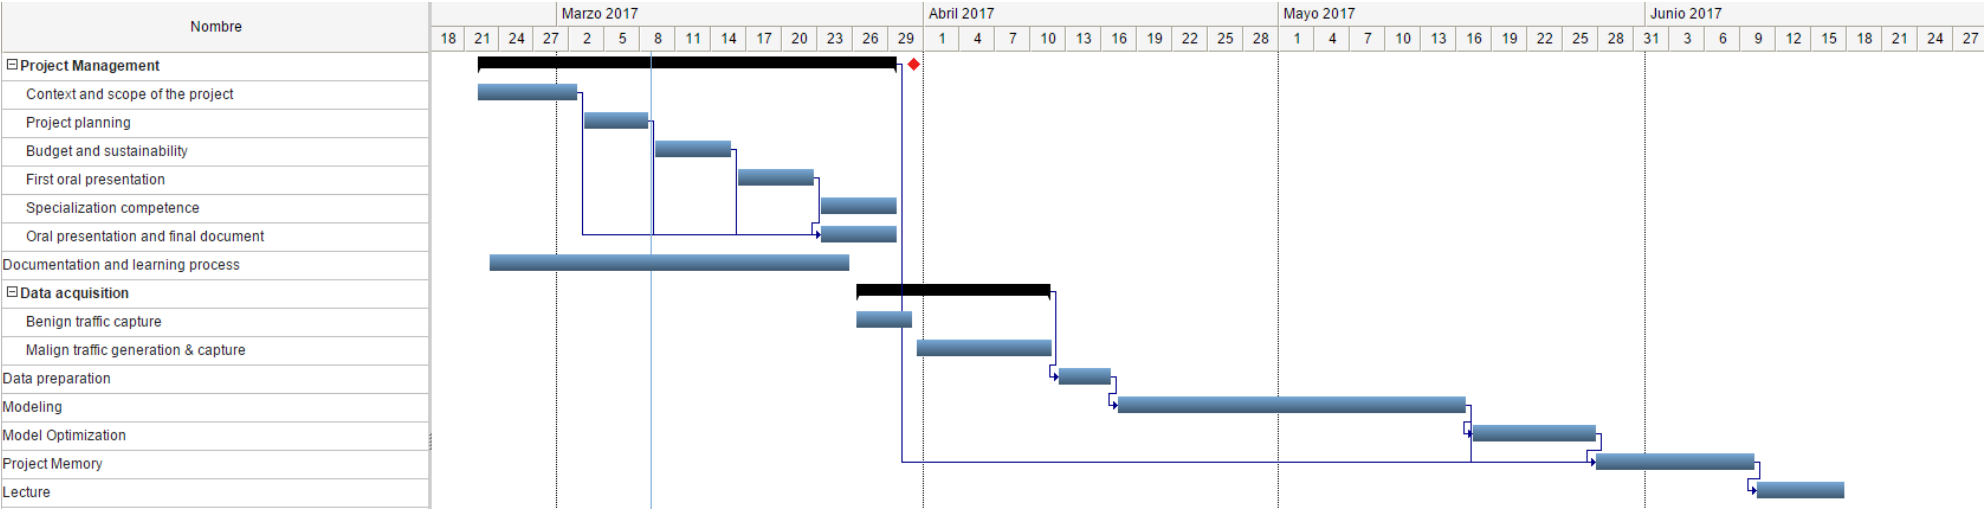 Nombre
Marzo 2017 Abril 2017 Mayo 2017 Junio 2017
18 21 24 27 2 5 8 11 14 17 20 23 26 29 1 4 7 10 13 16 19 22 25 28 1 4 7 10 13 16 19 22 25 28 31 3 6 9 12 15 18 21 24 27
Project Management
Context and scope of the project
Project planning
Budget and sustainability
First oral presentation
Specialization competence
Oral presentation and final document
Documentation and learning process
Data acquisition
Benign traffic capture
Malign traffic generation & capture
Data preparation
Modeling
Model Optimization
Project Memory
Lecture